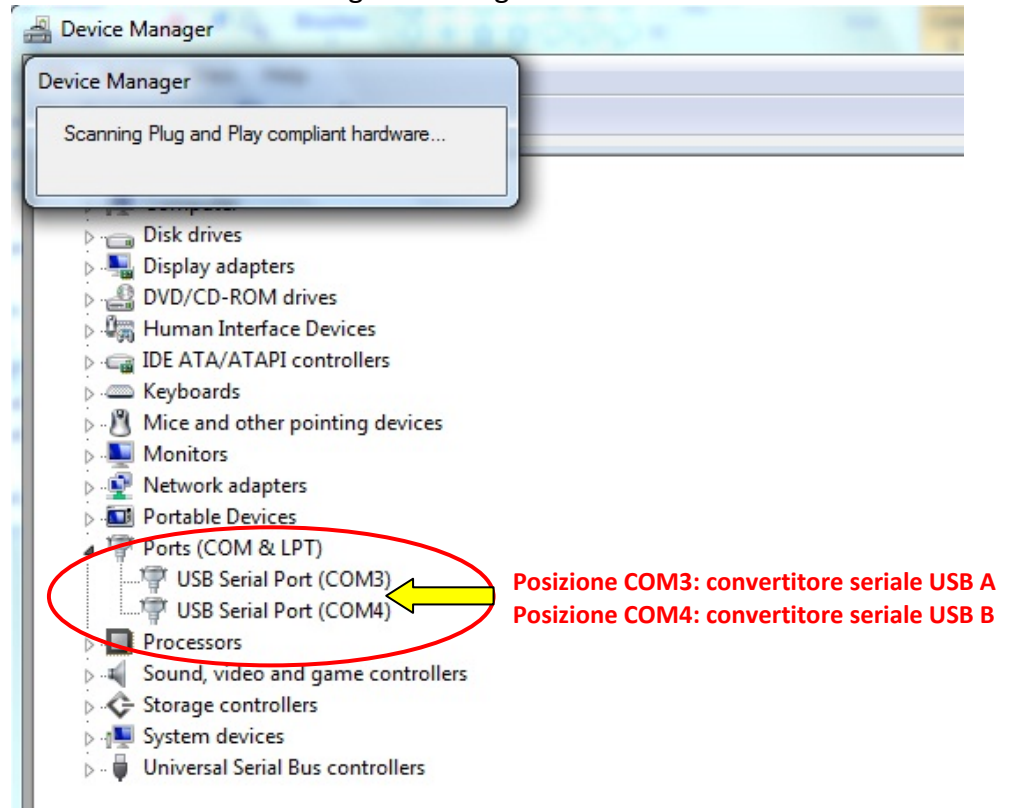 Device Manager
Device Manager
Scanning Plug and Play compliant hardware...
Disk drives
Display adapters
DVD/CD-ROM drives
Human Interface Devices
IDE ATA/ATAPI controllers
Keyboards
Mice and other pointing devices
Monitors
Network adapters
Portable Devices
Ports (COM & LPT)
USB Serial Port (COM3)
USB Serial Port (COM4)
Posizione COM3: convertitore seriale USB A
Posizione COM4: convertitore seriale USB B
Processors
Sound, video and game controllers
Storage controllers
System devices
Universal Serial Bus controllers